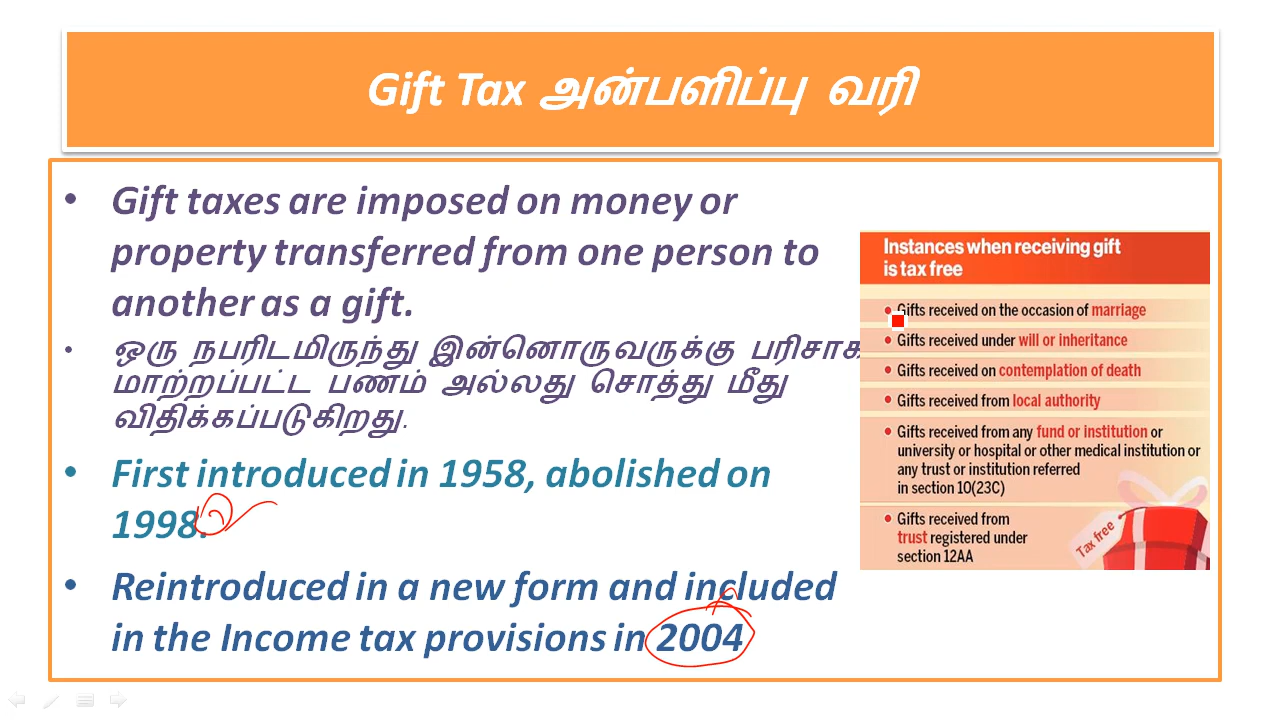 Gift Tax அன்பளிப்பு வரி
• Gift taxes are imposed on money or
property transferred from one person to
another as a gift.
• ஒரு நபரிடமிருந்து இன்னொருவருக்கு பரிசாக
மாற்றப்பட்ட பணம் அல்லது சொத்து மீது
விதிக்கப்படுகிறது.
• First introduced in 1958, abolished on
1998.
• Reintroduced in a new form and included
in the Income tax provisions in 2004
Instances when receiving gift
is tax free
• Gifts received on the occasion of marriage
• Gifts received under will or inheritance
• Gifts received on contemplation of death
• Gifts received from local authority
• Gifts received from any fund or institution or
university or hospital or other medical institution or
any trust or institution referred
in section 10(23C)
• Gifts received from
trust registered under
section 12AA
Tax free